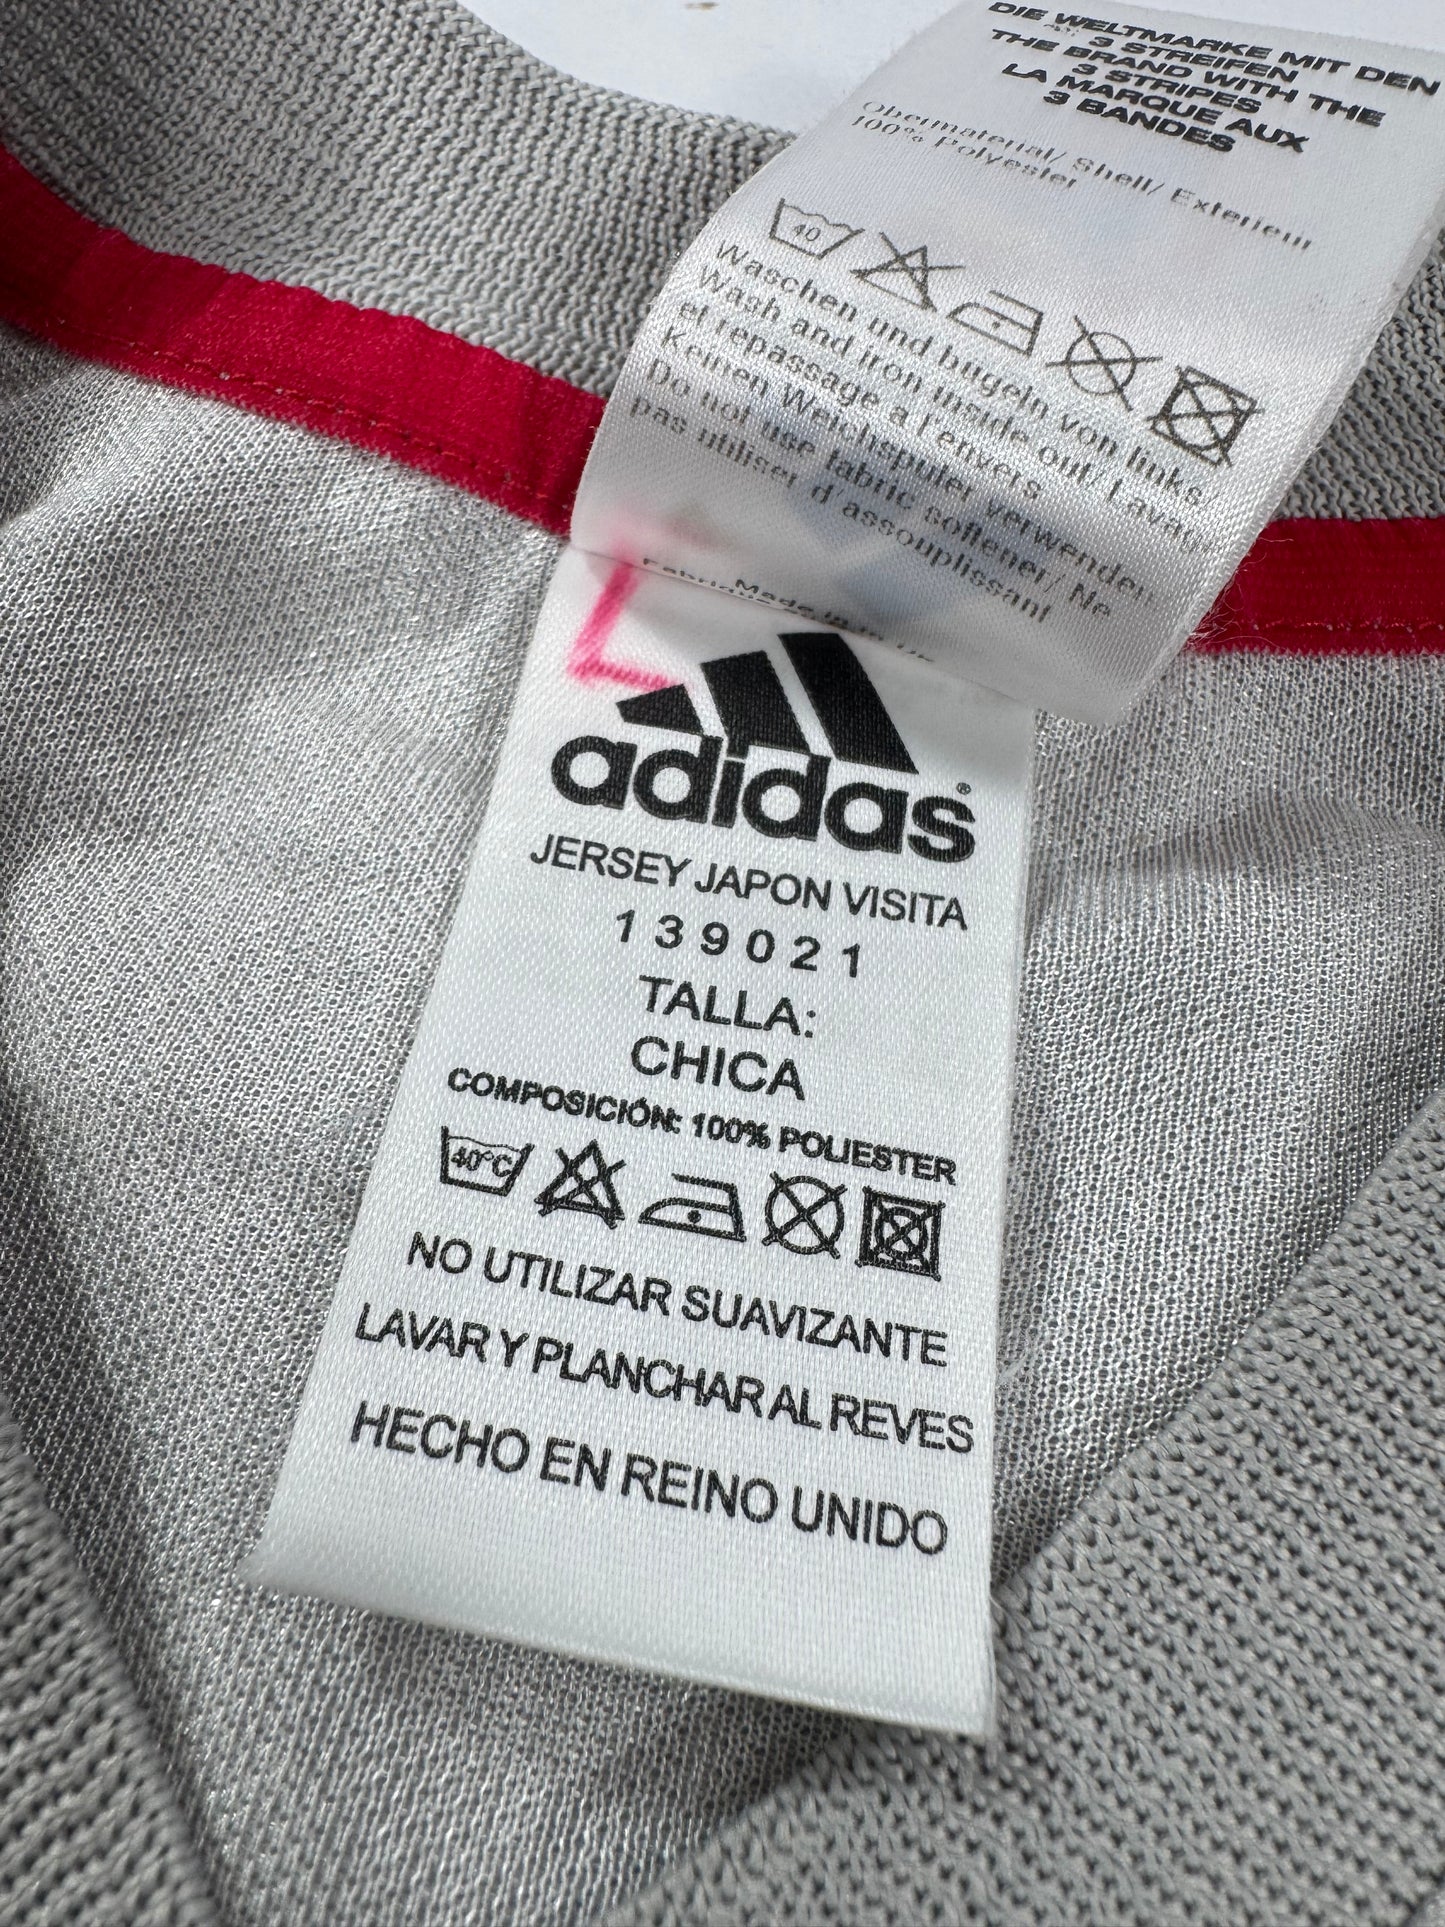 DIE WELTMARKE MIT DEN
3 STREIFEN
THE BRAND WITH THE
3 STRIPES
LA MARQUE AUX
3 BANDES
Obermaterial/ Shell/ Exterieur
100% Polyester
40
Waschen und bügeln von links/
Wash and iron inside out/ Lavage
et repassage a l'envers
Keinen Weichspüler verwenden/
Do not use fabric softener/ Ne
pas utiliser d'assouplissant
Made in
L
adidas®
JERSEY JAPON VISITA
139021
TALLA:
CHICA
COMPOSICIÓN: 100% POLIESTER
40°C
NO UTILIZAR SUAVIZANTE
LAVAR Y PLANCHAR AL REVES
HECHO EN REINO UNIDO